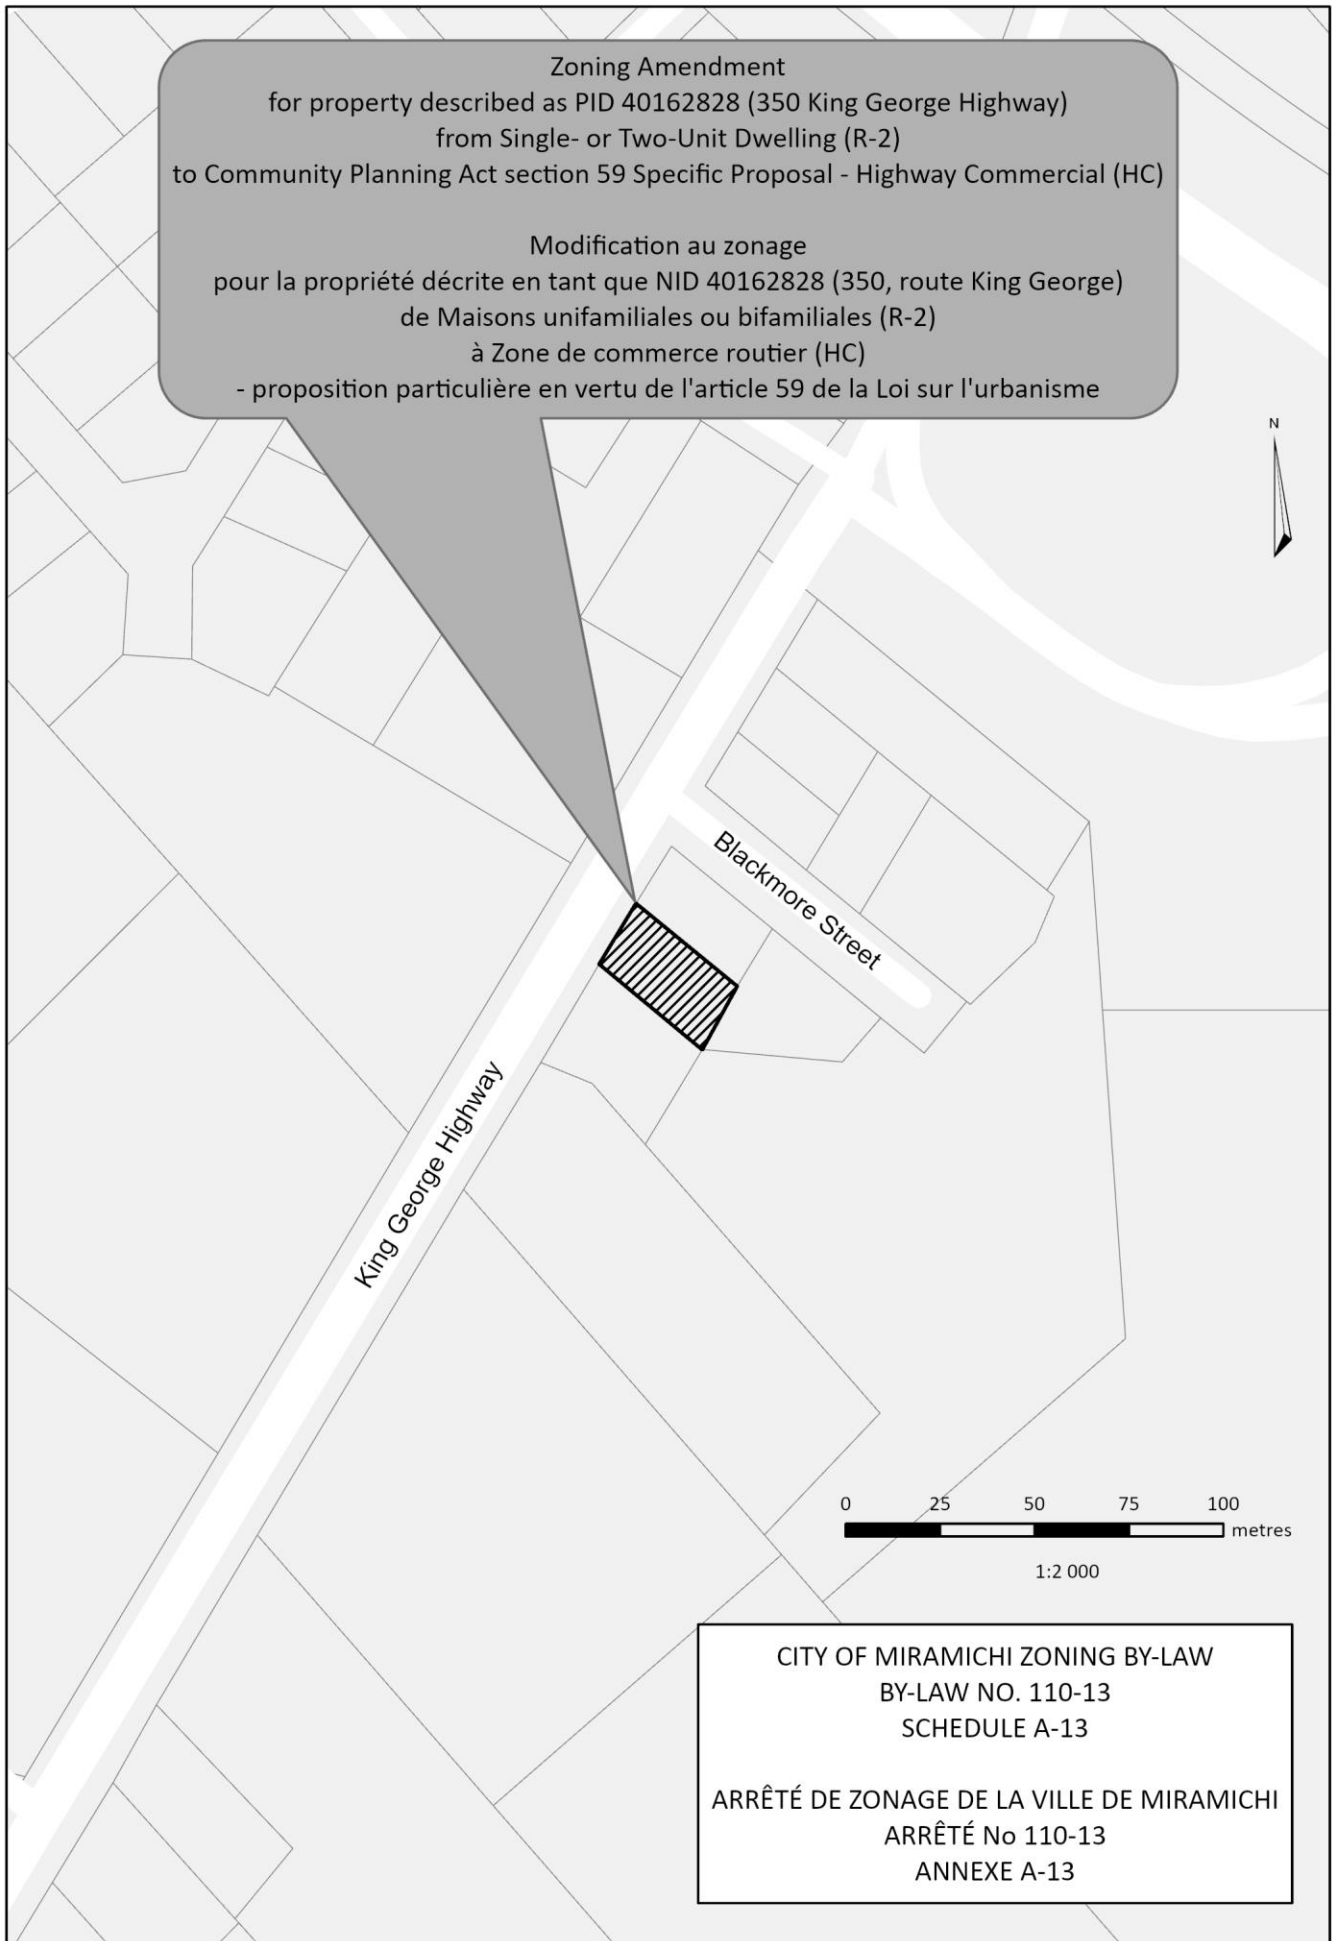 Zoning Amendment
for property described as PID 40162828 (350 King George Highway)
from Single- or Two-Unit Dwelling (R-2)
to Community Planning Act section 59 Specific Proposal - Highway Commercial (HC)
Modification au zonage
pour la propriété décrite en tant que NID 40162828 (350, route King George)
de Maisons unifamiliales ou bifamiliales (R-2)
à Zone de commerce routier (HC)
- proposition particulière en vertu de l'article 59 de la Loi sur l'urbanisme
N
Blackmore Street
King George Highway
0 25 50 75 100
metres
1:2 000
CITY OF MIRAMICHI ZONING BY-LAW
BY-LAW NO. 110-13
SCHEDULE A-13
ARRÊTÉ DE ZONAGE DE LA VILLE DE MIRAMICHI
ARRÊTÉ No 110-13
ANNEXE A-13